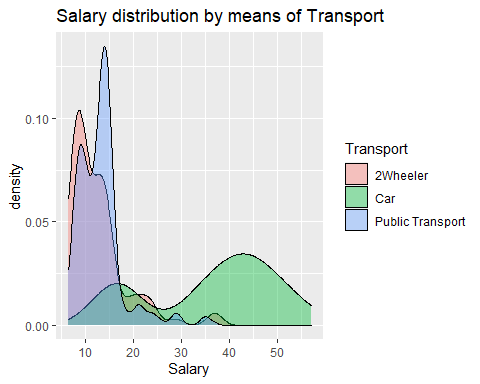 Salary distribution by means of Transport
0.10
0.05
0.00
density
10 20 30 40 50
Salary
Transport
2Wheeler
Car
Public Transport